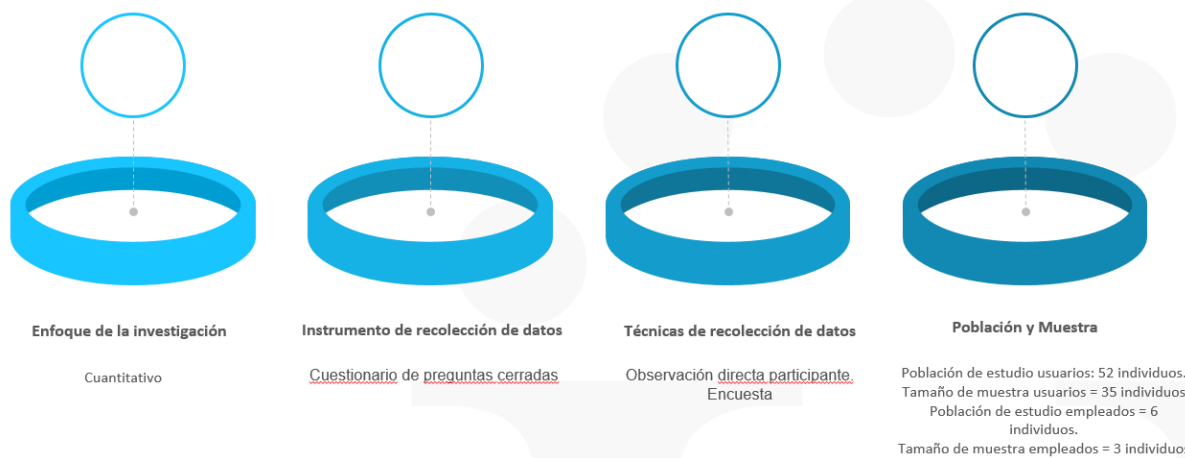 Enfoque de la investigación
Cuantitativo
Instrumento de recolección de datos
Cuestionario de preguntas cerradas
Técnicas de recolección de datos
Observación directa participante.
Encuesta
Población y Muestra
Población de estudio usuarios: 52 individuos.
Tamaño de muestra usuarios = 35 individuos
Población de estudio empleados = 6
individuos.
Tamaño de muestra empleados = 3 individuos